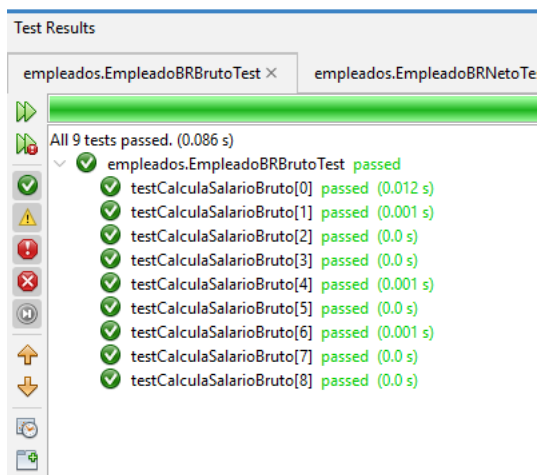 Test Results
empleados.EmpleadoBRBrutoTest × empleados.EmpleadoBRNetoTe
All 9 tests passed. (0.086 s)
empleados.EmpleadoBRBrutoTest passed
testCalculaSalarioBruto[0] passed (0.012 s)
testCalculaSalarioBruto[1] passed (0.001 s)
testCalculaSalarioBruto[2] passed (0.0 s)
testCalculaSalarioBruto[3] passed (0.0 s)
testCalculaSalarioBruto[4] passed (0.001 s)
testCalculaSalarioBruto[5] passed (0.0 s)
testCalculaSalarioBruto[6] passed (0.001 s)
testCalculaSalarioBruto[7] passed (0.0 s)
testCalculaSalarioBruto[8] passed (0.0 s)